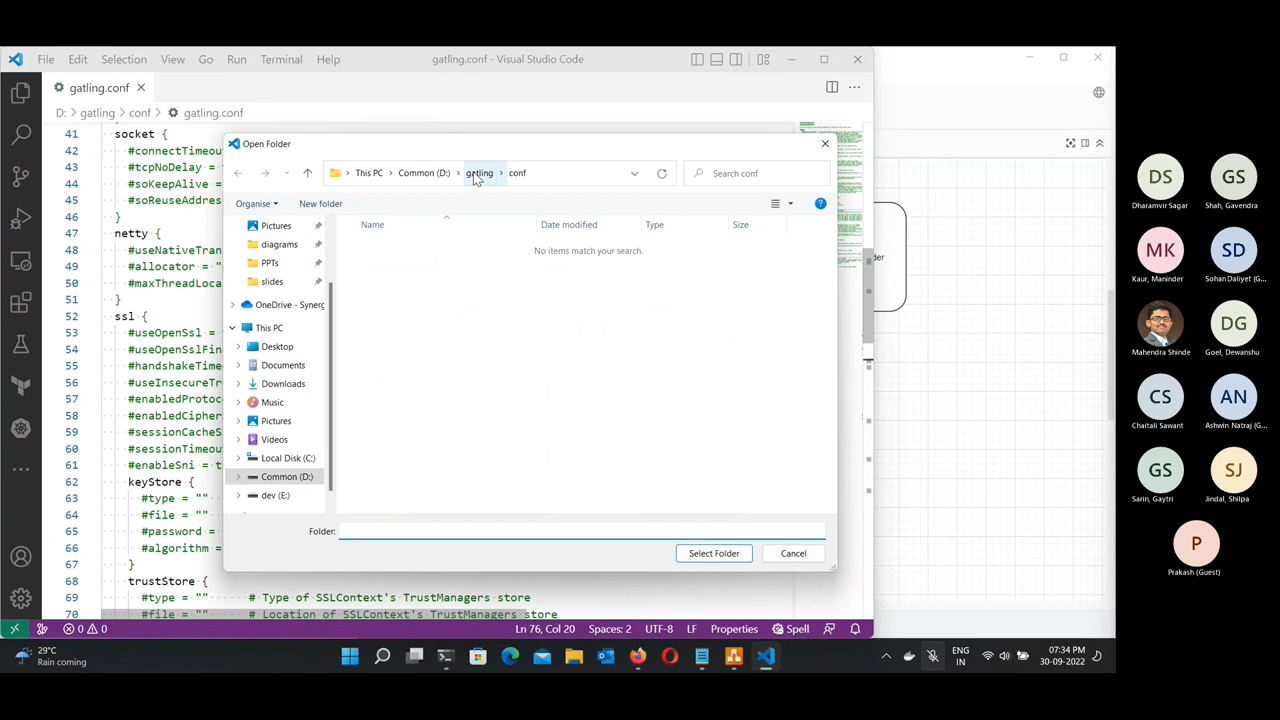 File Edit Selection View Go Run Terminal Help
gatling.conf - Visual Studio Code
gatling.conf
D: > gatling > conf > gatling.conf
41 socket {
42 #connectTimeou
43 #tcpNoDelay =
44 #soKeepAlive =
45 #soReuseAddres
46 }
47 netty {
48 #useNativeTran
49 #allocator = "
50 #maxThreadLoca
51 }
52 ssl {
53 #useOpenSsl =
54 #useOpenSslFin
55 #handshakeTime
56 #useInsecureTr
57 #enabledProtoc
58 #enabledCipher
59 #sessionCacheS
60 #sessionTimeou
61 #enableSni = t
62 keyStore {
63 #type = ""
64 #file = ""
65 #password =
66 #algorithm =
67 }
68 trustStore {
69 #type = "" # Type of SSLContext's TrustManagers store
70 #file = "" # Location of SSLContext's TrustManagers store
Open Folder
This PC > Common (D:) > gatling > conf
Search conf
Organise New folder
Name Date modified Type Size
No items match your search.
Pictures
diagrams
PPTs
slides
OneDrive - Synerg
This PC
Desktop
Documents
Downloads
Music
Pictures
Videos
Local Disk (C:)
Common (D:)
dev (E:)
Folder:
Select Folder Cancel
der
0 0 Ln 76, Col 20 Spaces: 2 UTF-8 LF Properties Spell
29°C
Rain coming
ENG
IN
07:34 PM
30-09-2022
DS
Dharamvir Sagar
GS
Shah, Gavendra
MK
Kaur, Maninder
SD
Sohan Daliyet (G...
Mahendra Shinde
DG
Goel, Dewanshu
CS
Chaitali Sawant
AN
Ashwin Natraj (G...
GS
Sarin, Gaytri
SJ
Jindal, Shilpa
P
Prakash (Guest)